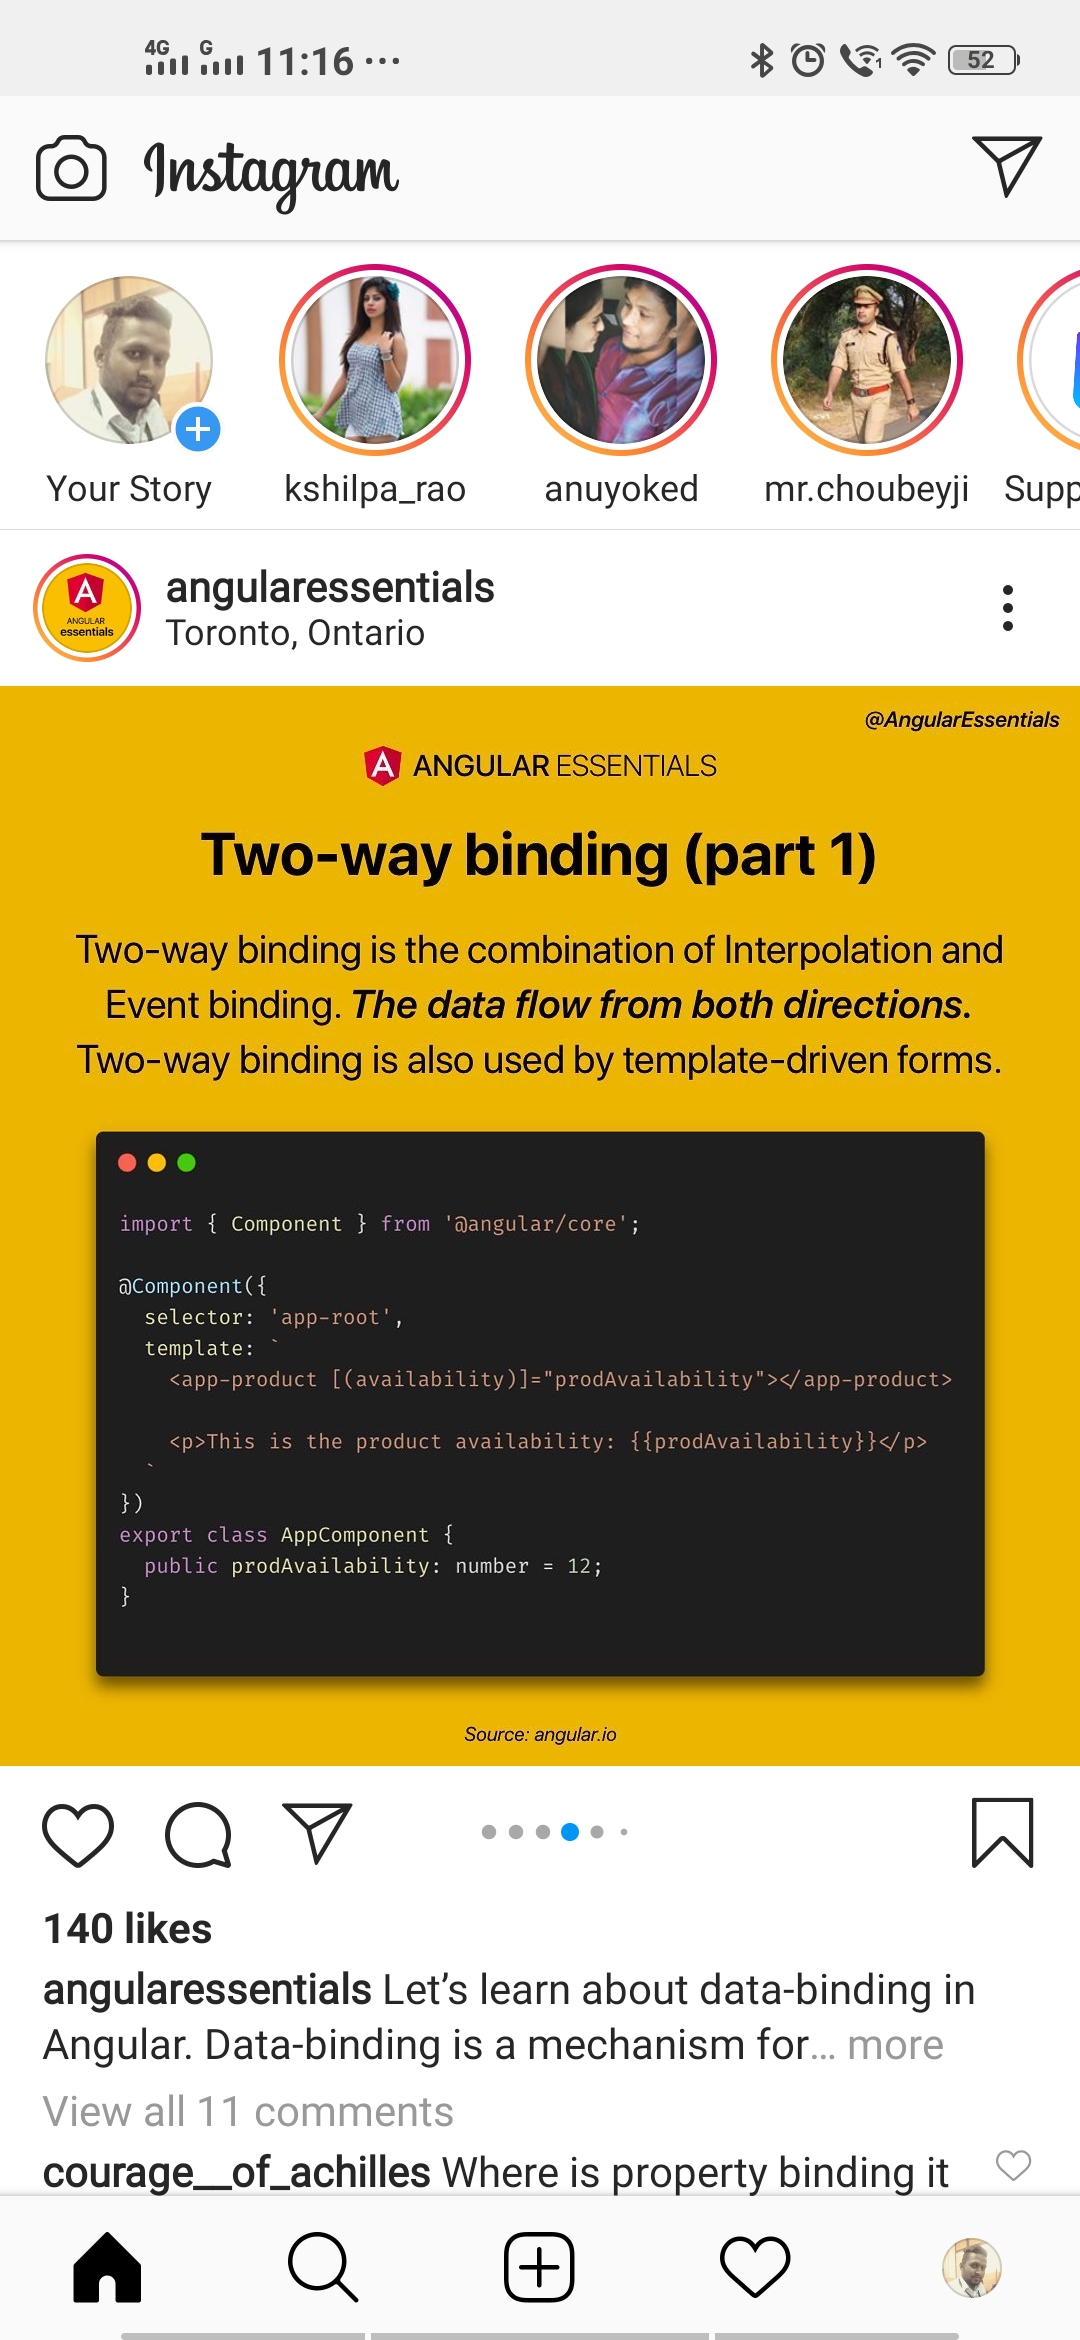 4G G 11:16 ... 1 52
Instagram
Your Story kshilpa_rao anuyoked mr.choubeyji Supp
A
ANGULAR
essentials
angularessentials
Toronto, Ontario
@AngularEssentials
A ANGULAR ESSENTIALS
Two-way binding (part 1)
Two-way binding is the combination of Interpolation and
Event binding. The data flow from both directions.
Two-way binding is also used by template-driven forms.
import { Component } from '@angular/core';
@Component({
selector: 'app-root',
template: `
<app-product [(availability)]="prodAvailability"></app-product>
<p>This is the product availability: {{prodAvailability}}</p>
`
})
export class AppComponent {
public prodAvailability: number = 12;
}
Source: angular.io
140 likes
angularessentials Let’s learn about data-binding in
Angular. Data-binding is a mechanism for... more
View all 11 comments
courage__of_achilles Where is property binding it